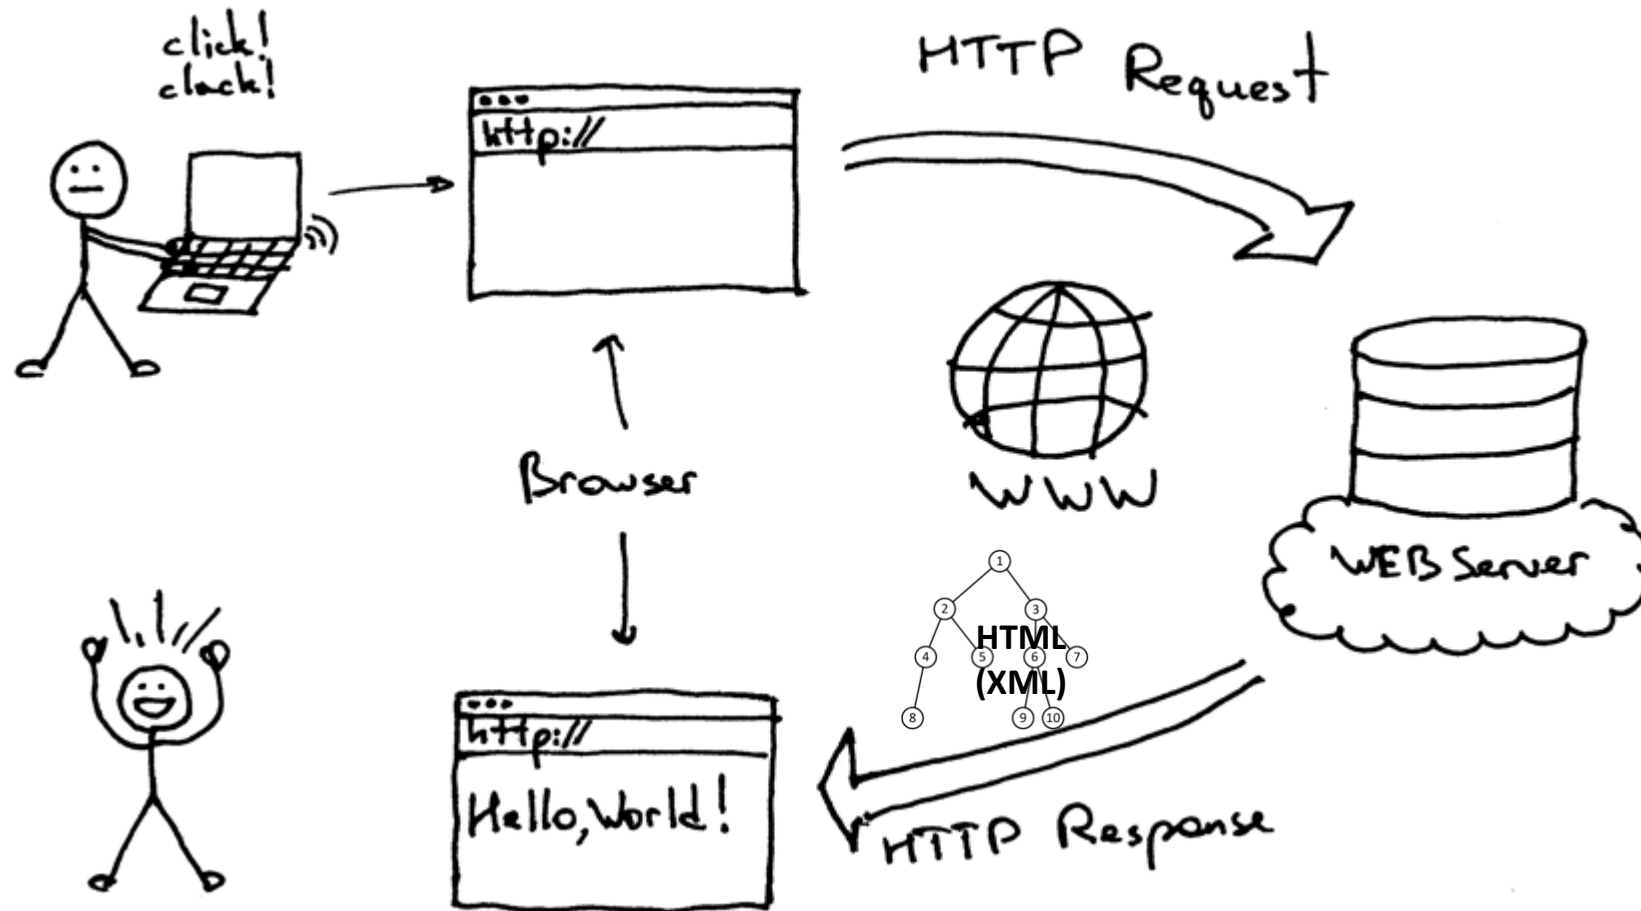 click!
clack!
HTTP Request
http://
WWW
Browser
WEB Server
1
2
3
HTML
4
5
6
7
(XML)
8
9
10
http://
Hello, World!
HTTP Response